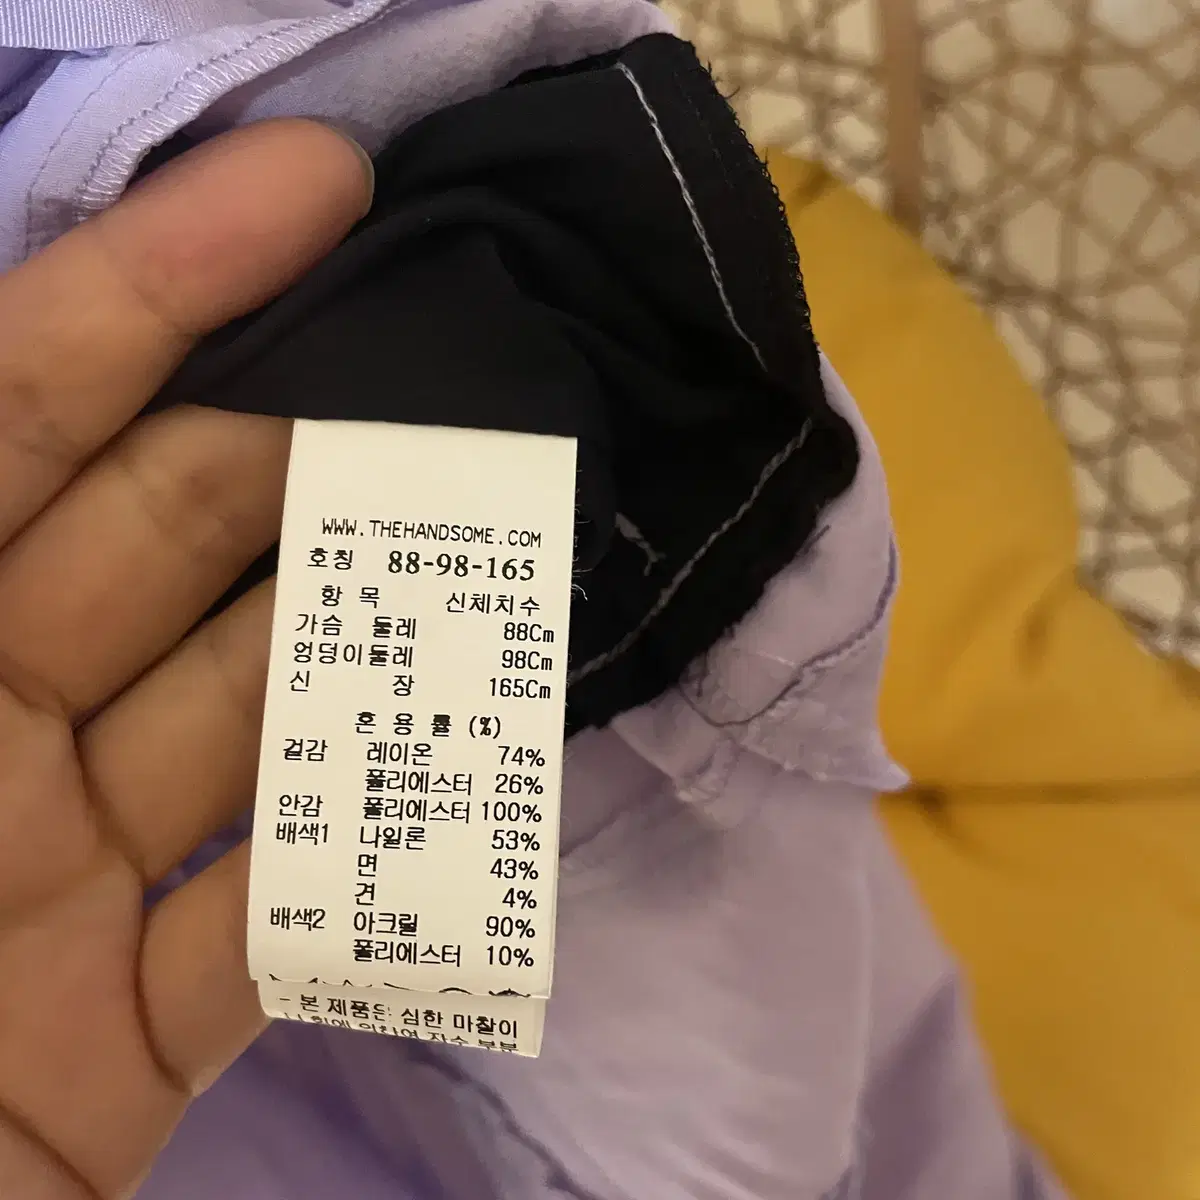 WWW.THEHANDSOME.COM
호칭 88-98-165
항 목 신체치수
가슴 둘레 88Cm
엉덩이둘레 98Cm
신 장 165Cm
혼 용 률 (%)
겉감 레이온 74%
폴리에스터 26%
안감 폴리에스터 100%
배색1 나일론 53%
면 43%
견 4%
배색2 아크릴 90%
폴리에스터 10%
- 본 제품은 심한 마찰이